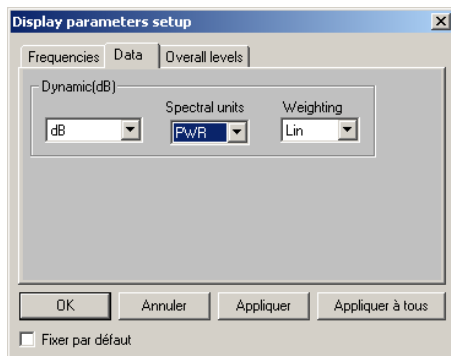 Display parameters setup
Frequencies Data Overall levels
Dynamic(dB)
Spectral units Weighting
dB PWR Lin
OK Annuler Appliquer Appliquer à tous
Fixer par défaut